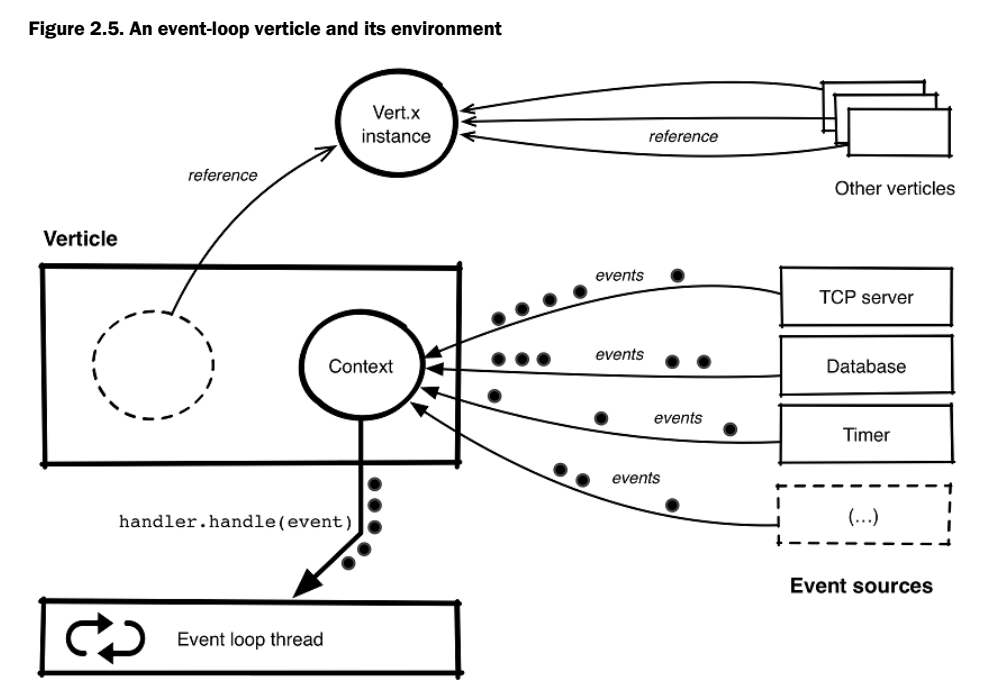 Figure 2.5. An event-loop verticle and its environment
Vert.x
instance
reference
Other verticles
reference
Verticle
events
TCP server
Context
events
Database
events
Timer
events
(...)
handler.handle(event)
Event sources
Event loop thread